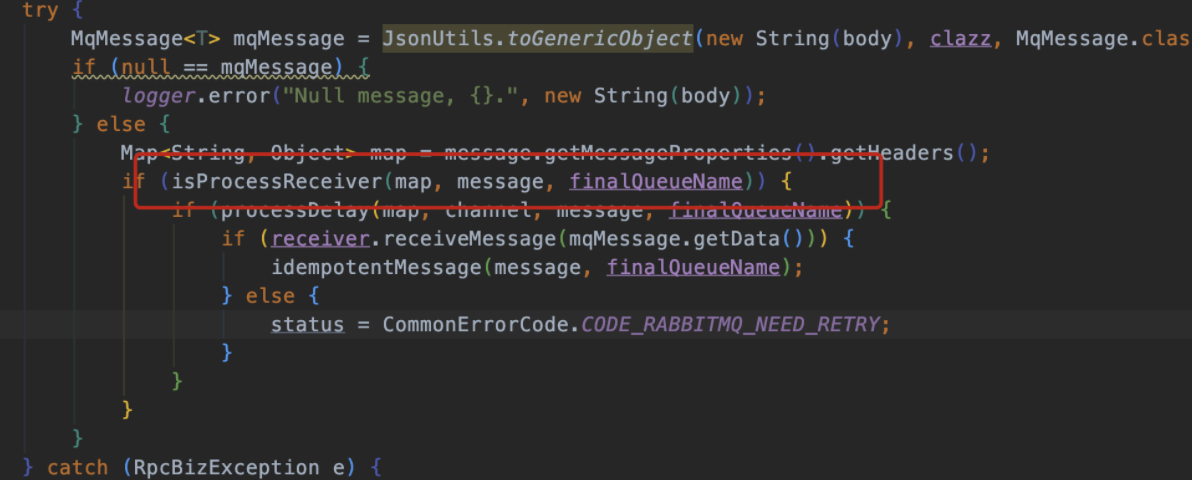 try {
MqMessage<T> mqMessage = JsonUtils.toGenericObject(new String(body), clazz, MqMessage.clas
if (null == mqMessage) {
logger.error("Null message, {}.", new String(body));
} else {
Map<String, Object> map = message.getMessageProperties().getHeaders();
if (isProcessReceiver(map, message, finalQueueName)) {
if (processDelay(map, channel, message, finalQueueName)) {
if (receiver.receiveMessage(mqMessage.getData())) {
idempotentMessage(message, finalQueueName);
} else {
status = CommonErrorCode.CODE_RABBITMQ_NEED_RETRY;
}
}
}
}
} catch (RpcBizException e) {